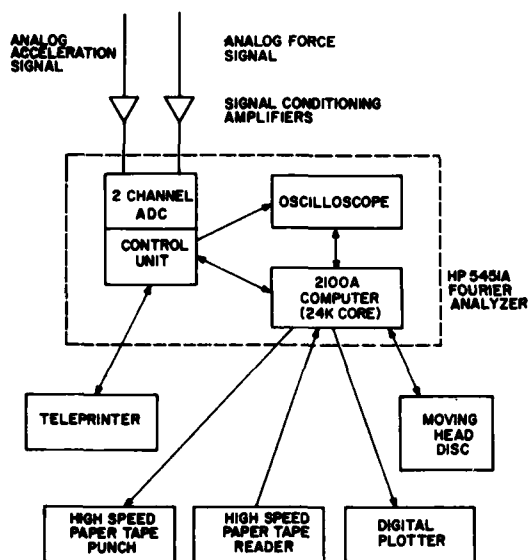 ANALOG
ACCELERATION
SIGNAL
ANALOG FORCE
SIGNAL
SIGNAL CONDITIONING
AMPLIFIERS
2 CHANNEL
ADC
CONTROL
UNIT
OSCILLOSCOPE
2100A
COMPUTER
(24K CORE)
HP 5451A
FOURIER
ANALYZER
TELEPRINTER
MOVING
HEAD
DISC
HIGH SPEED
PAPER TAPE
PUNCH
HIGH SPEED
PAPER TAPE
READER
DIGITAL
PLOTTER